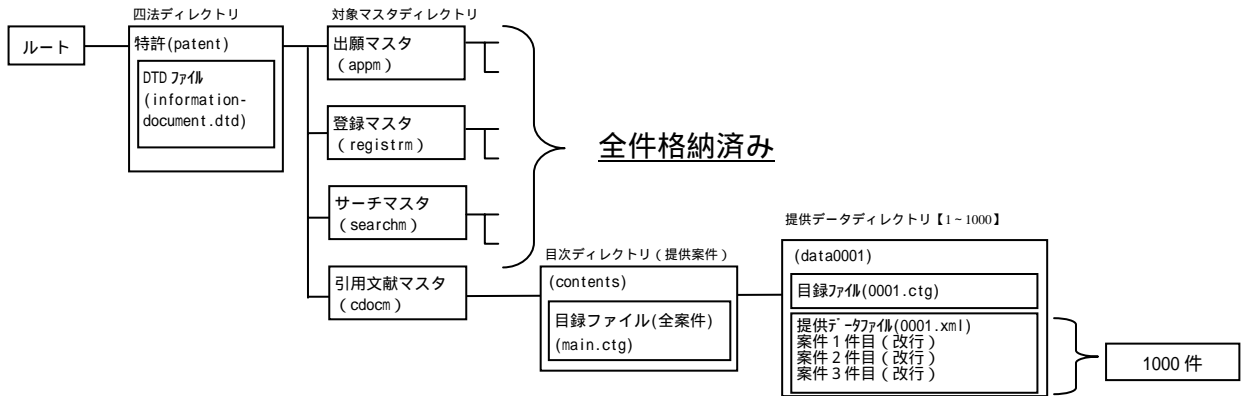 四法ディレクトリ
対象マスタディレクトリ
ルート
特許(patent)
DTDファイル
(information-
document.dtd)
出願マスタ
(appm)
登録マスタ
(registrm)
サーチマスタ
(searchm)
引用文献マスタ
(cdocm)
全件格納済み
目次ディレクトリ(提供案件)
(contents)
目録ファイル(全案件)
(main.ctg)
提供データディレクトリ【1~1000】
(data0001)
目録ファイル(0001.ctg)
提供データファイル(0001.xml)
案件1件目(改行)
案件2件目(改行)
案件3件目(改行)
1000件